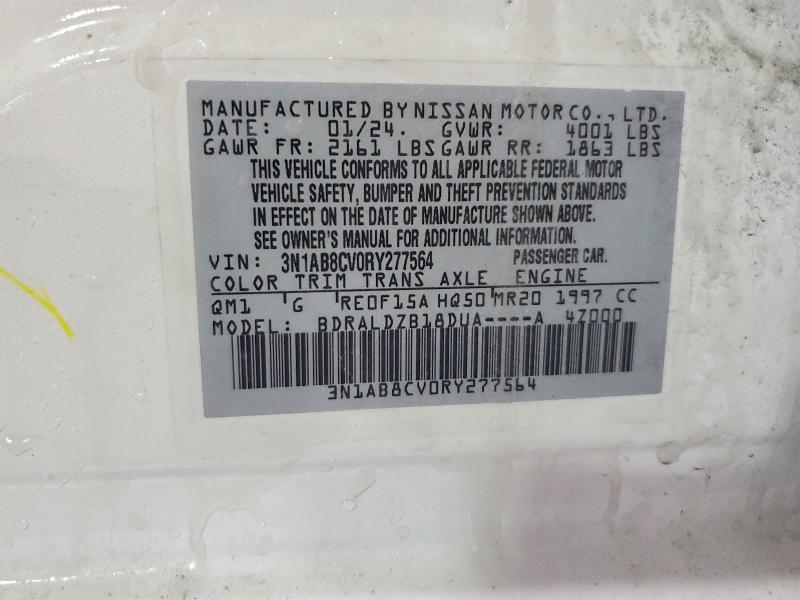 MANUFACTURED BY NISSAN MOTOR CO., LTD.
DATE: 01/24. GVWR: 4001 LBS
GAWR FR: 2161 LBS GAWR RR: 1863 LBS
THIS VEHICLE CONFORMS TO ALL APPLICABLE FEDERAL MOTOR
VEHICLE SAFETY, BUMPER AND THEFT PREVENTION STANDARDS
IN EFFECT ON THE DATE OF MANUFACTURE SHOWN ABOVE.
SEE OWNER'S MANUAL FOR ADDITIONAL INFORMATION.
VIN: 3N1AB8CV0RY277564 PASSENGER CAR.
COLOR TRIM TRANS AXLE ENGINE
QM1 G RE0F15A HQ50 MR20 1997 CC
MODEL: BDRALDZB18DUA----A 4Z000
3N1AB8CV0RY277564